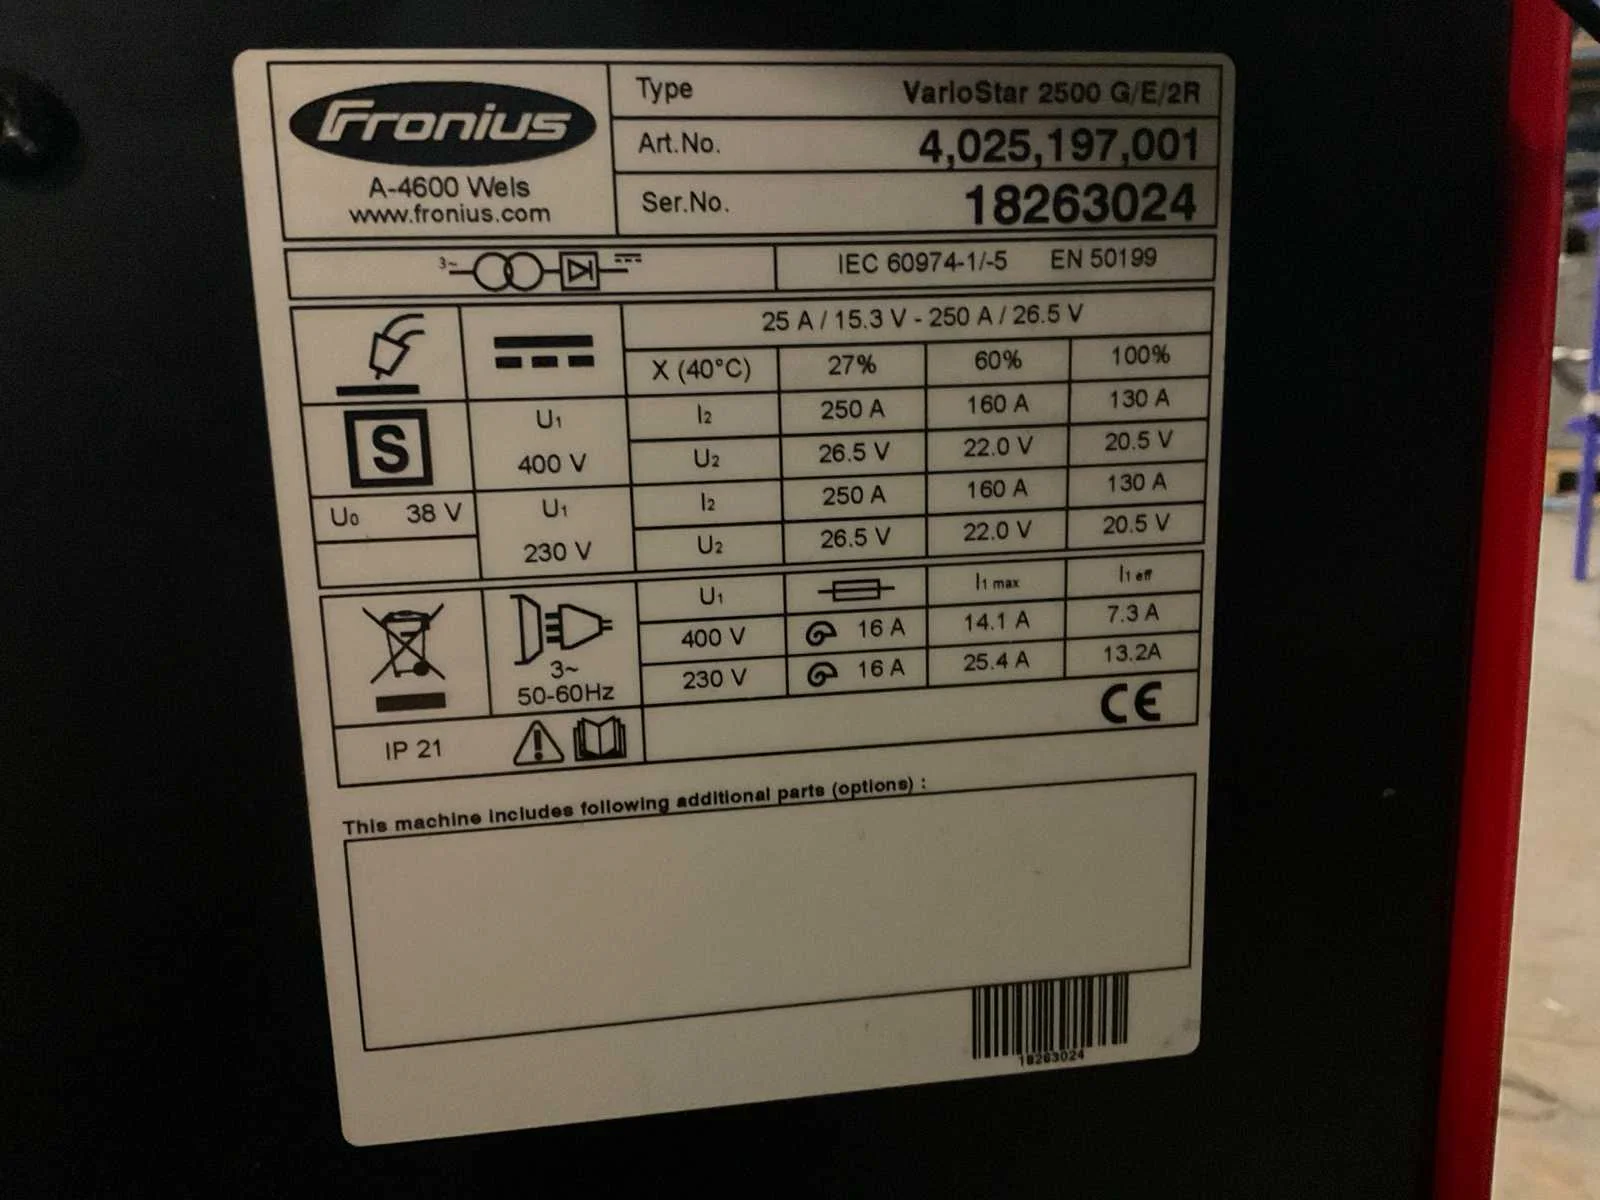 Fronius
A-4600 Wels
www.fronius.com
Type VarioStar 2500 G/E/2R
Art.No. 4,025,197,001
Ser.No. 18263024
3~ IEC 60974-1/-5 EN 50199
25 A / 15.3 V - 250 A / 26.5 V
X (40°C) 27% 60% 100%
S
U1 400 V
I2 250 A 160 A 130 A
U2 26.5 V 22.0 V 20.5 V
U0 38 V
U1 230 V
I2 250 A 160 A 130 A
U2 26.5 V 22.0 V 20.5 V
3~
50-60Hz
U1 I1 max I1 eff
400 V 16 A 14.1 A 7.3 A
230 V 16 A 25.4 A 13.2A
IP 21
CE
This machine includes following additional parts (options) :
18263024